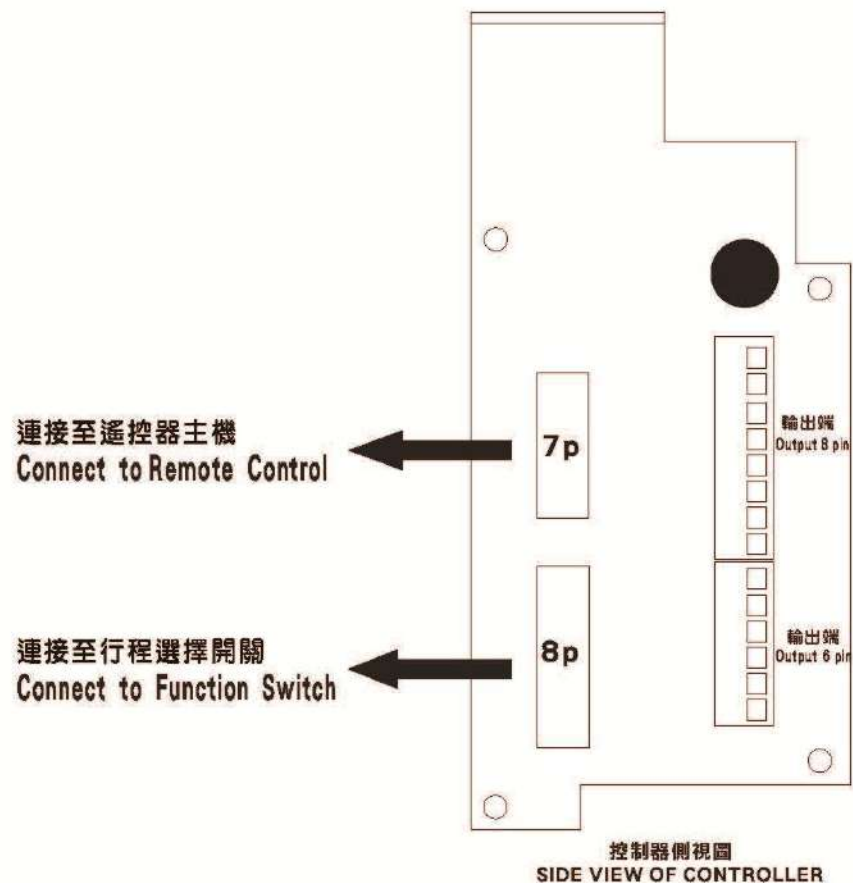 連接至遙控器主機
Connect to Remote Control
7p
輸出端
Output 8 pin
連接至行程選擇開關
Connect to Function Switch
8p
輸出端
Output 6 pin
控制器側視圖
SIDE VIEW OF CONTROLLER